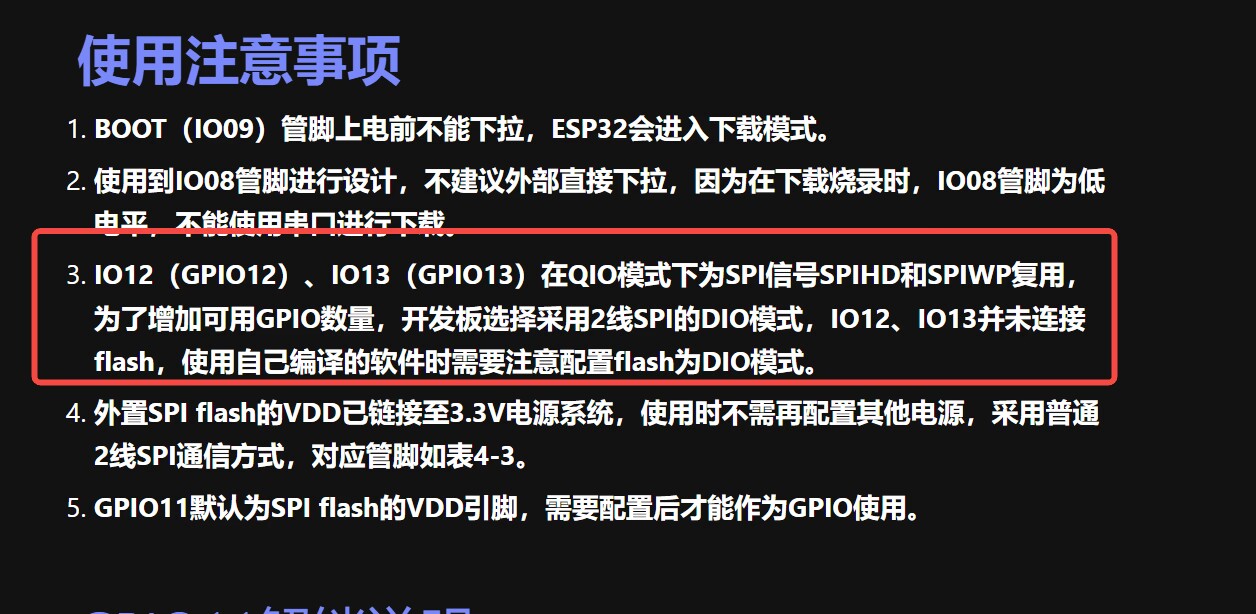 使用注意事项
1. BOOT（IO09）管脚上电前不能下拉，ESP32会进入下载模式。
2. 使用到IO08管脚进行设计，不建议外部直接下拉，因为在下载烧录时，IO08管脚为低
电平，不能使用串口进行下载。
3. IO12（GPIO12）、IO13（GPIO13）在QIO模式下为SPI信号SPIHD和SPIWP复用，
为了增加可用GPIO数量，开发板选择采用2线SPI的DIO模式，IO12、IO13并未连接
flash，使用自己编译的软件时需要注意配置flash为DIO模式。
4. 外置SPI flash的VDD已链接至3.3V电源系统，使用时不需再配置其他电源，采用普通
2线SPI通信方式，对应管脚如表4-3。
5. GPIO11默认为SPI flash的VDD引脚，需要配置后才能作为GPIO使用。